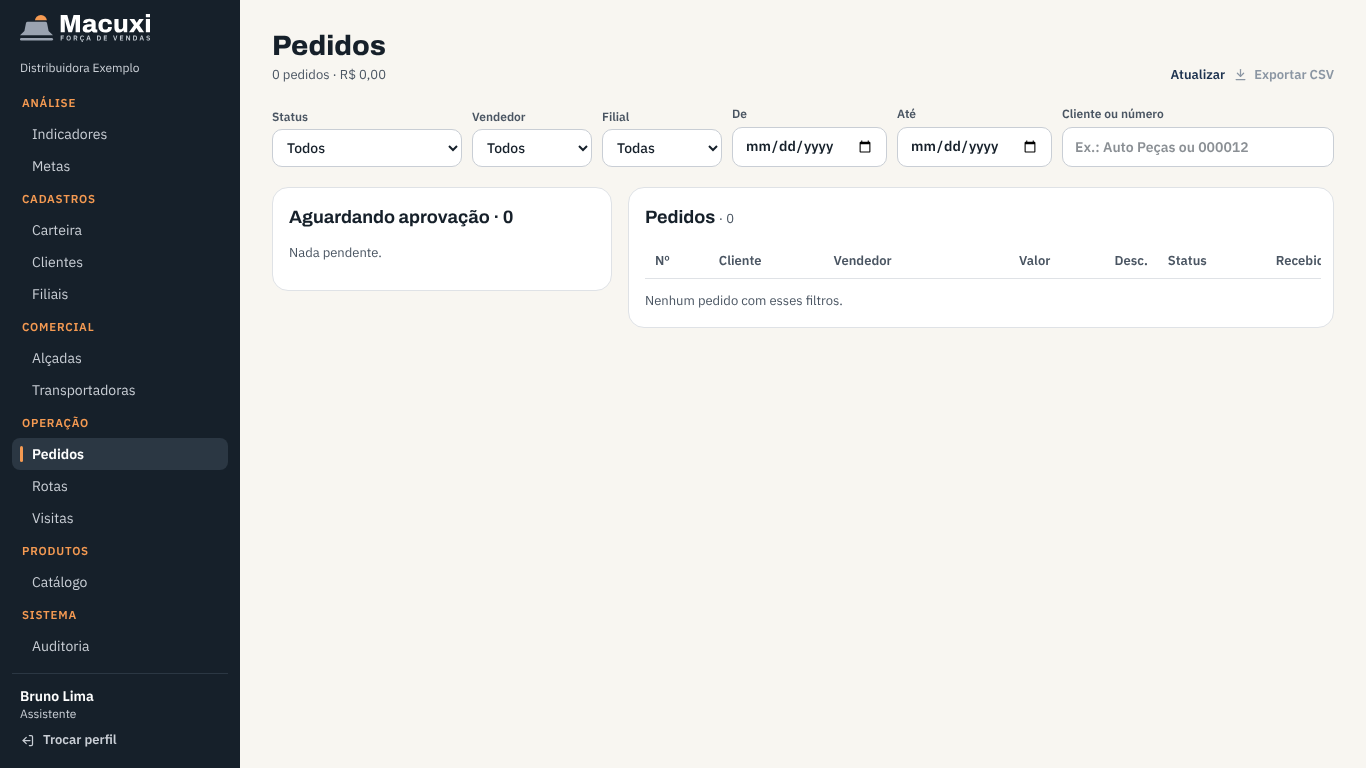 Macuxi
FORÇA DE VENDAS
Distribuidora Exemplo
ANÁLISE
Indicadores
Metas
CADASTROS
Carteira
Clientes
Filiais
COMERCIAL
Alçadas
Transportadoras
OPERAÇÃO
Pedidos
Rotas
Visitas
PRODUTOS
Catálogo
SISTEMA
Auditoria
Bruno Lima
Assistente
Trocar perfil
Pedidos
0 pedidos · R$ 0,00
Atualizar Exportar CSV
Status Vendedor Filial De Até Cliente ou número
Todos Todos Todas mm/dd/yyyy mm/dd/yyyy Ex.: Auto Peças ou 000012
Aguardando aprovação · 0
Nada pendente.
Pedidos · 0
Nº Cliente Vendedor Valor Desc. Status
Nenhum pedido com esses filtros.